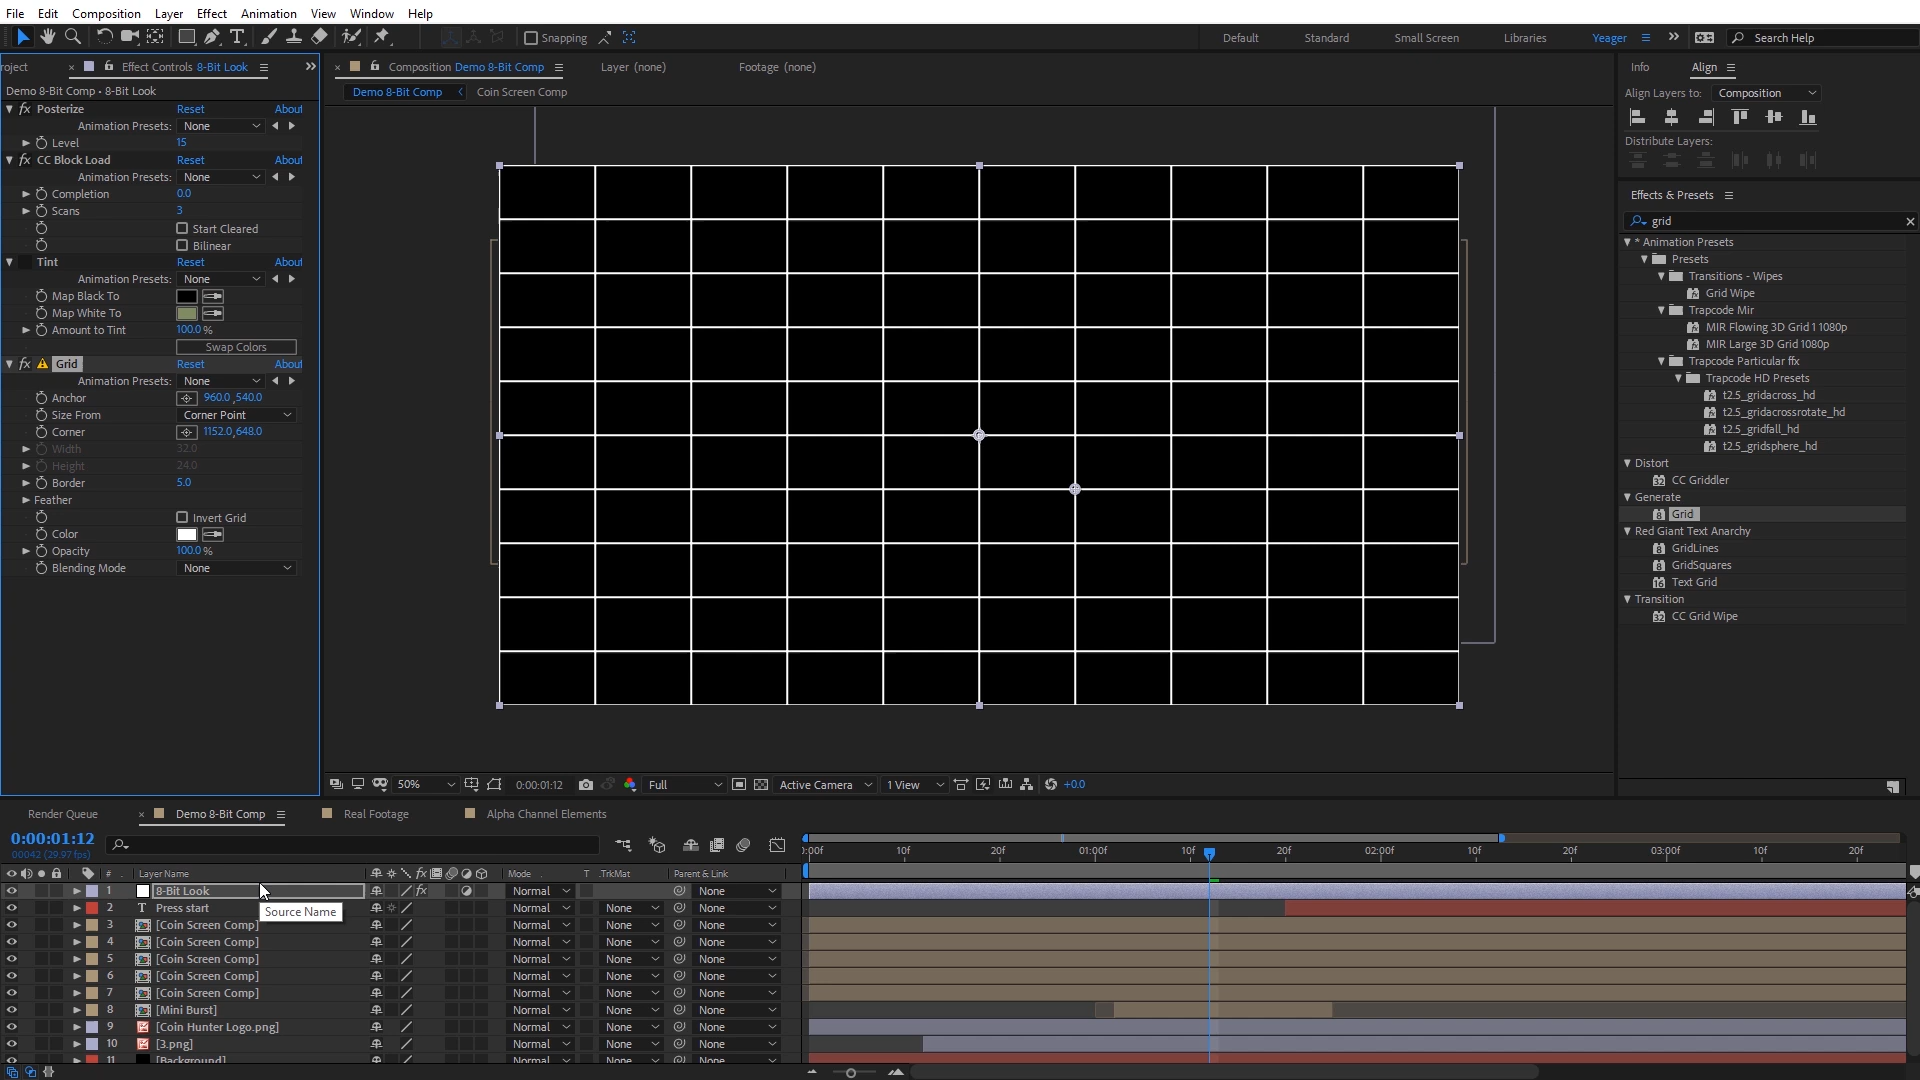 File Edit Composition Layer Effect Animation View Window Help
Snapping
Default Standard Small Screen Libraries Yeager Search Help
roject Effect Controls 8-Bit Look
Demo 8-Bit Comp • 8-Bit Look
Posterize Reset About
Animation Presets: None
Level 15
CC Block Load Reset About
Animation Presets: None
Completion 0.0
Scans 3
Start Cleared
Bilinear
Tint Reset About
Animation Presets: None
Map Black To
Map White To
Amount to Tint 100.0 %
Swap Colors
fx Grid Reset About
Animation Presets: None
Anchor 960.0 ,540.0
Size From Corner Point
Corner 1152.0,648.0
Width 32.0
Height 24.0
Border 5.0
Feather
Invert Grid
Color
Opacity 100.0 %
Blending Mode None
Composition Demo 8-Bit Comp Layer (none) Footage (none)
Demo 8-Bit Comp Coin Screen Comp
50% 0:00:01:12 Full Active Camera 1 View +0.0
Info Align
Align Layers to: Composition
Distribute Layers:
Effects & Presets
grid
* Animation Presets
Presets
Transitions - Wipes
Grid Wipe
Trapcode Mir
MIR Flowing 3D Grid 1 1080p
MIR Large 3D Grid 1080p
Trapcode Particular ffx
Trapcode HD Presets
t2.5_gridacross_hd
t2.5_gridacrossrotate_hd
t2.5_gridfall_hd
t2.5_gridsphere_hd
Distort
CC Griddler
Generate
Grid
Red Giant Text Anarchy
GridLines
GridSquares
Text Grid
Transition
CC Grid Wipe
Render Queue Demo 8-Bit Comp Real Footage Alpha Channel Elements
0:00:01:12
00042 (29.97 fps)
):00f 10f 20f 01:00f 10f 20f 02:00f 10f 20f 03:00f 10f 20f
# Layer Name Mode T .TrkMat Parent & Link
1 8-Bit Look Normal None
2 T Press start Normal None None
Source Name
3 [Coin Screen Comp] Normal None None
4 [Coin Screen Comp] Normal None None
5 [Coin Screen Comp] Normal None None
6 [Coin Screen Comp] Normal None None
7 [Coin Screen Comp] Normal None None
8 [Mini Burst] Normal None None
9 [Coin Hunter Logo.png] Normal None None
10 [3.png] Normal None None
11 [Background] Normal None None